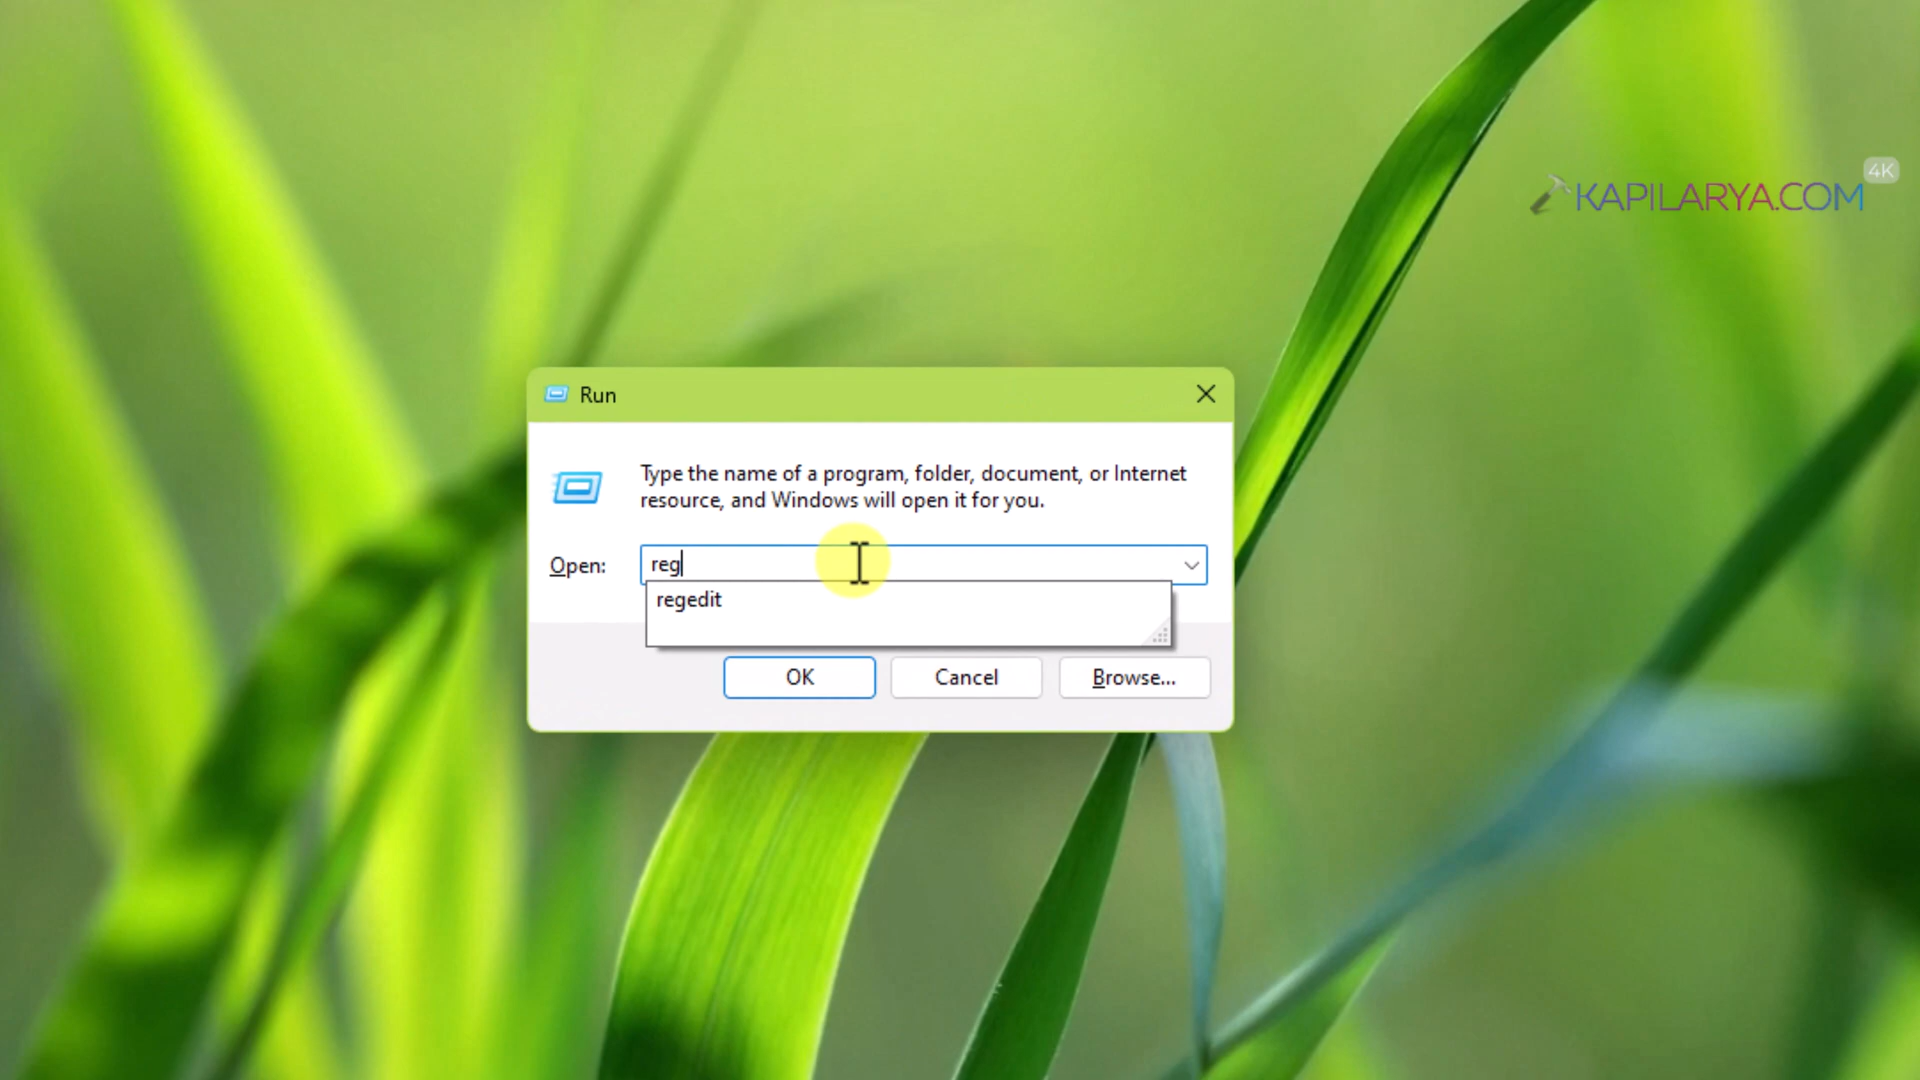 4K
KAPILARYA.COM
Run
Type the name of a program, folder, document, or Internet
resource, and Windows will open it for you.
Open: reg
regedit
OK Cancel Browse...